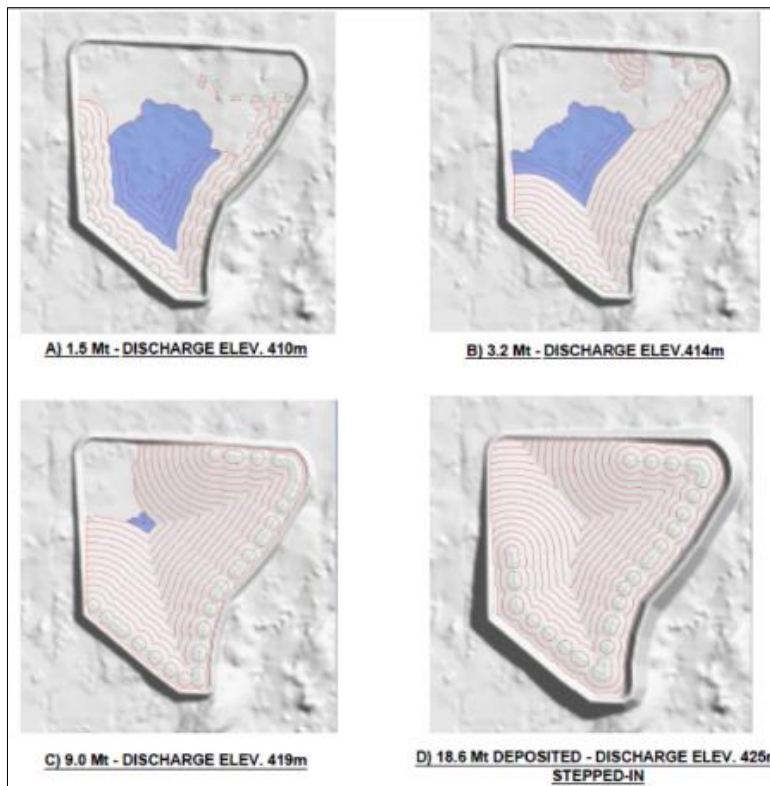 A) 1.5 Mt - DISCHARGE ELEV. 410m
B) 3.2 Mt - DISCHARGE ELEV.414m
C) 9.0 Mt - DISCHARGE ELEV. 419m
D) 18.6 Mt DEPOSITED - DISCHARGE ELEV. 425m
STEPPED-IN